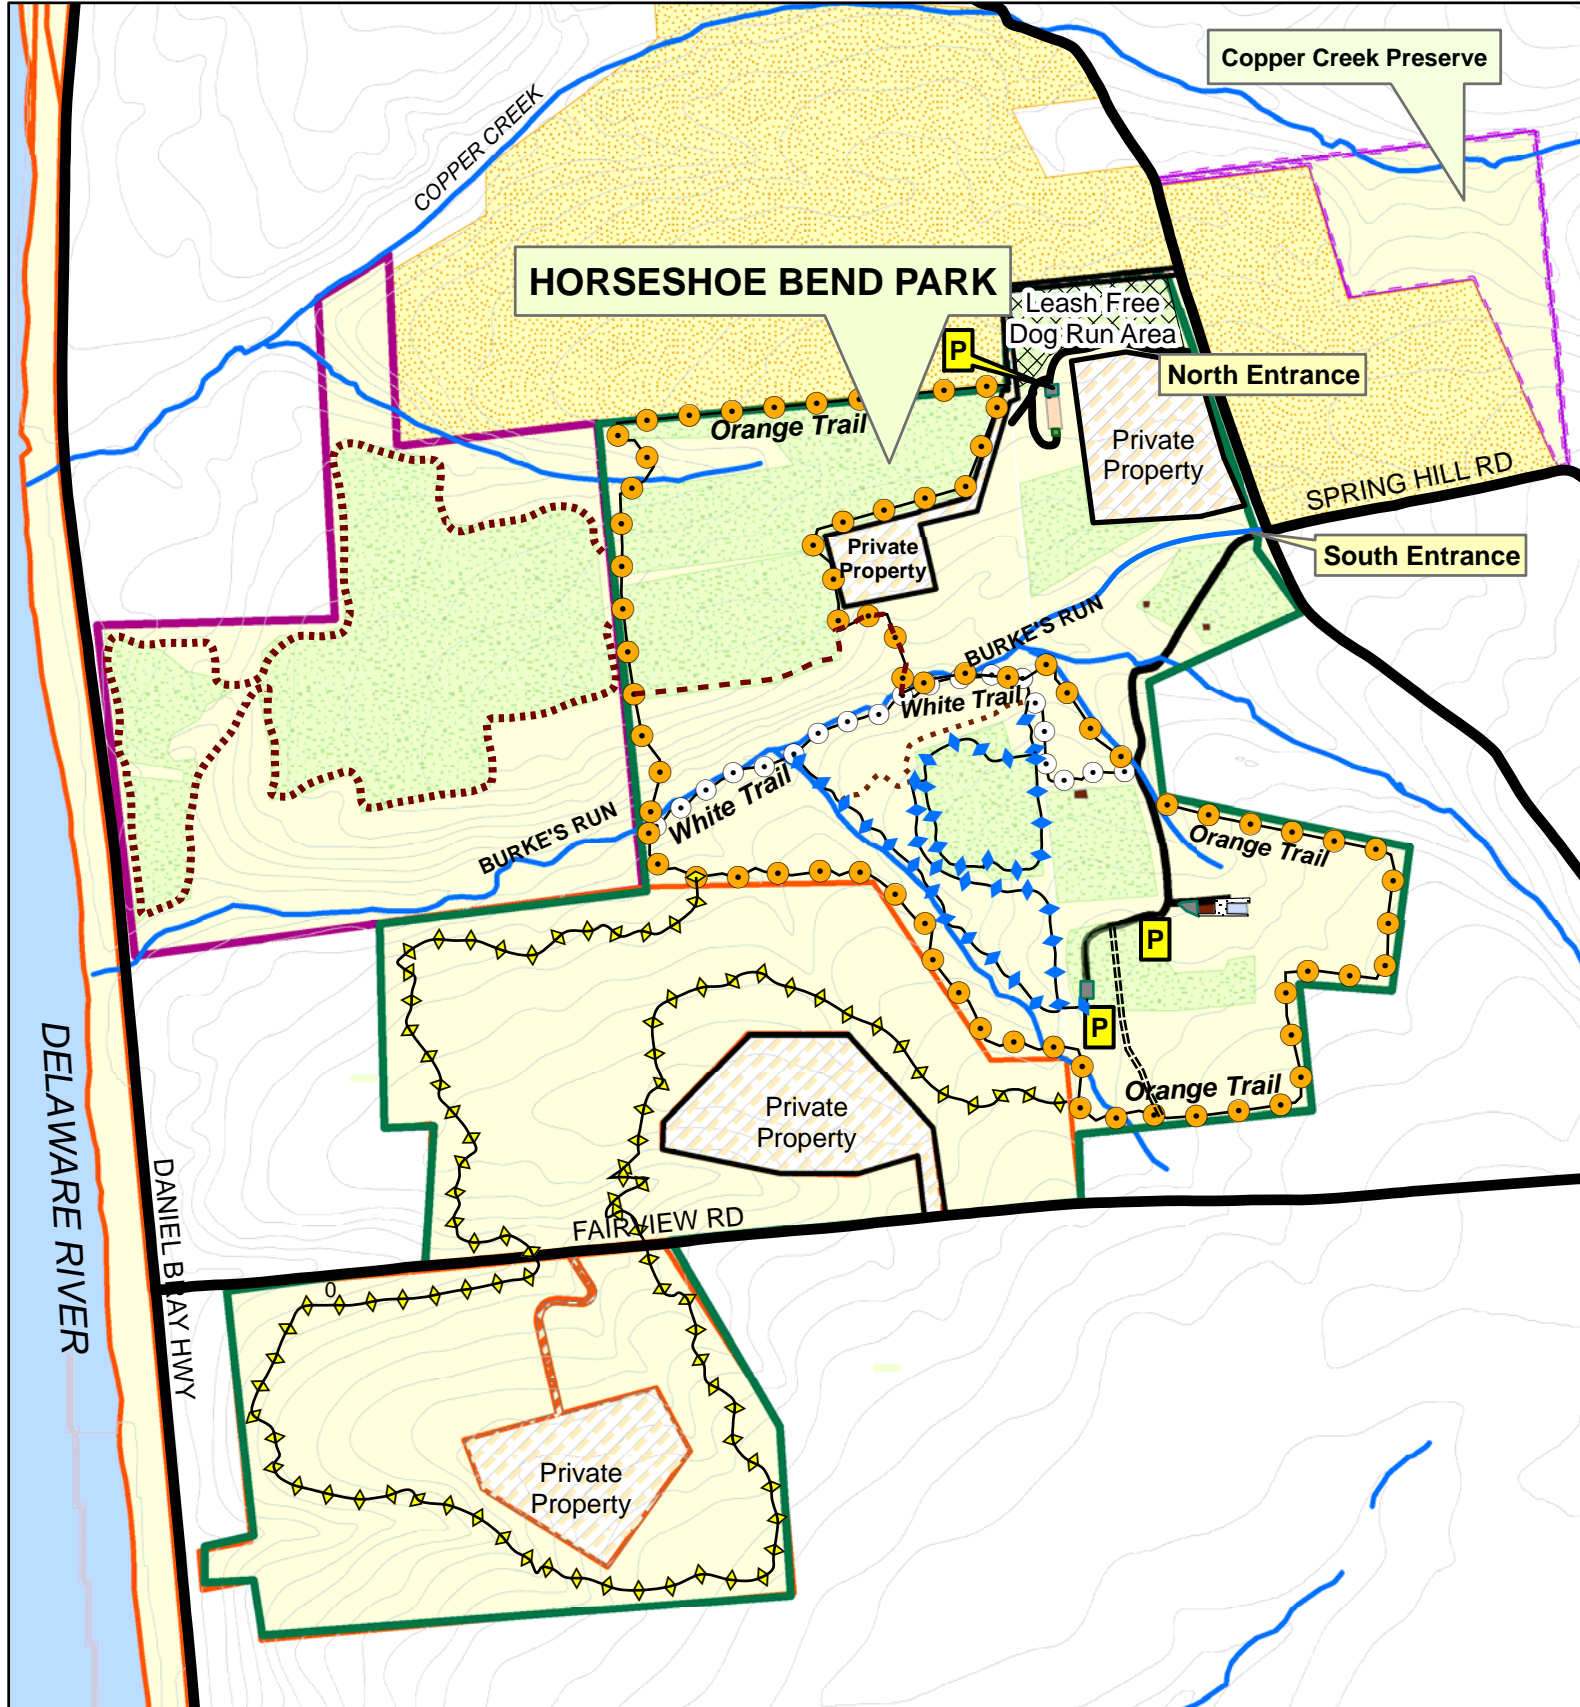 Copper Creek Preserve
COPPER CREEK
HORSESHOE BEND PARK
Leash Free
Dog Run Area
P
North Entrance
Orange Trail
Private
Property
SPRING HILL RD
Private
Property
South Entrance
BURKE'S RUN
White Trail
White Trail
BURKE'S RUN
Orange Trail
P
P
DELAWARE RIVER
Orange Trail
Private
Property
DANIEL BRAY HWY
FAIRVIEW RD
0
Private
Property